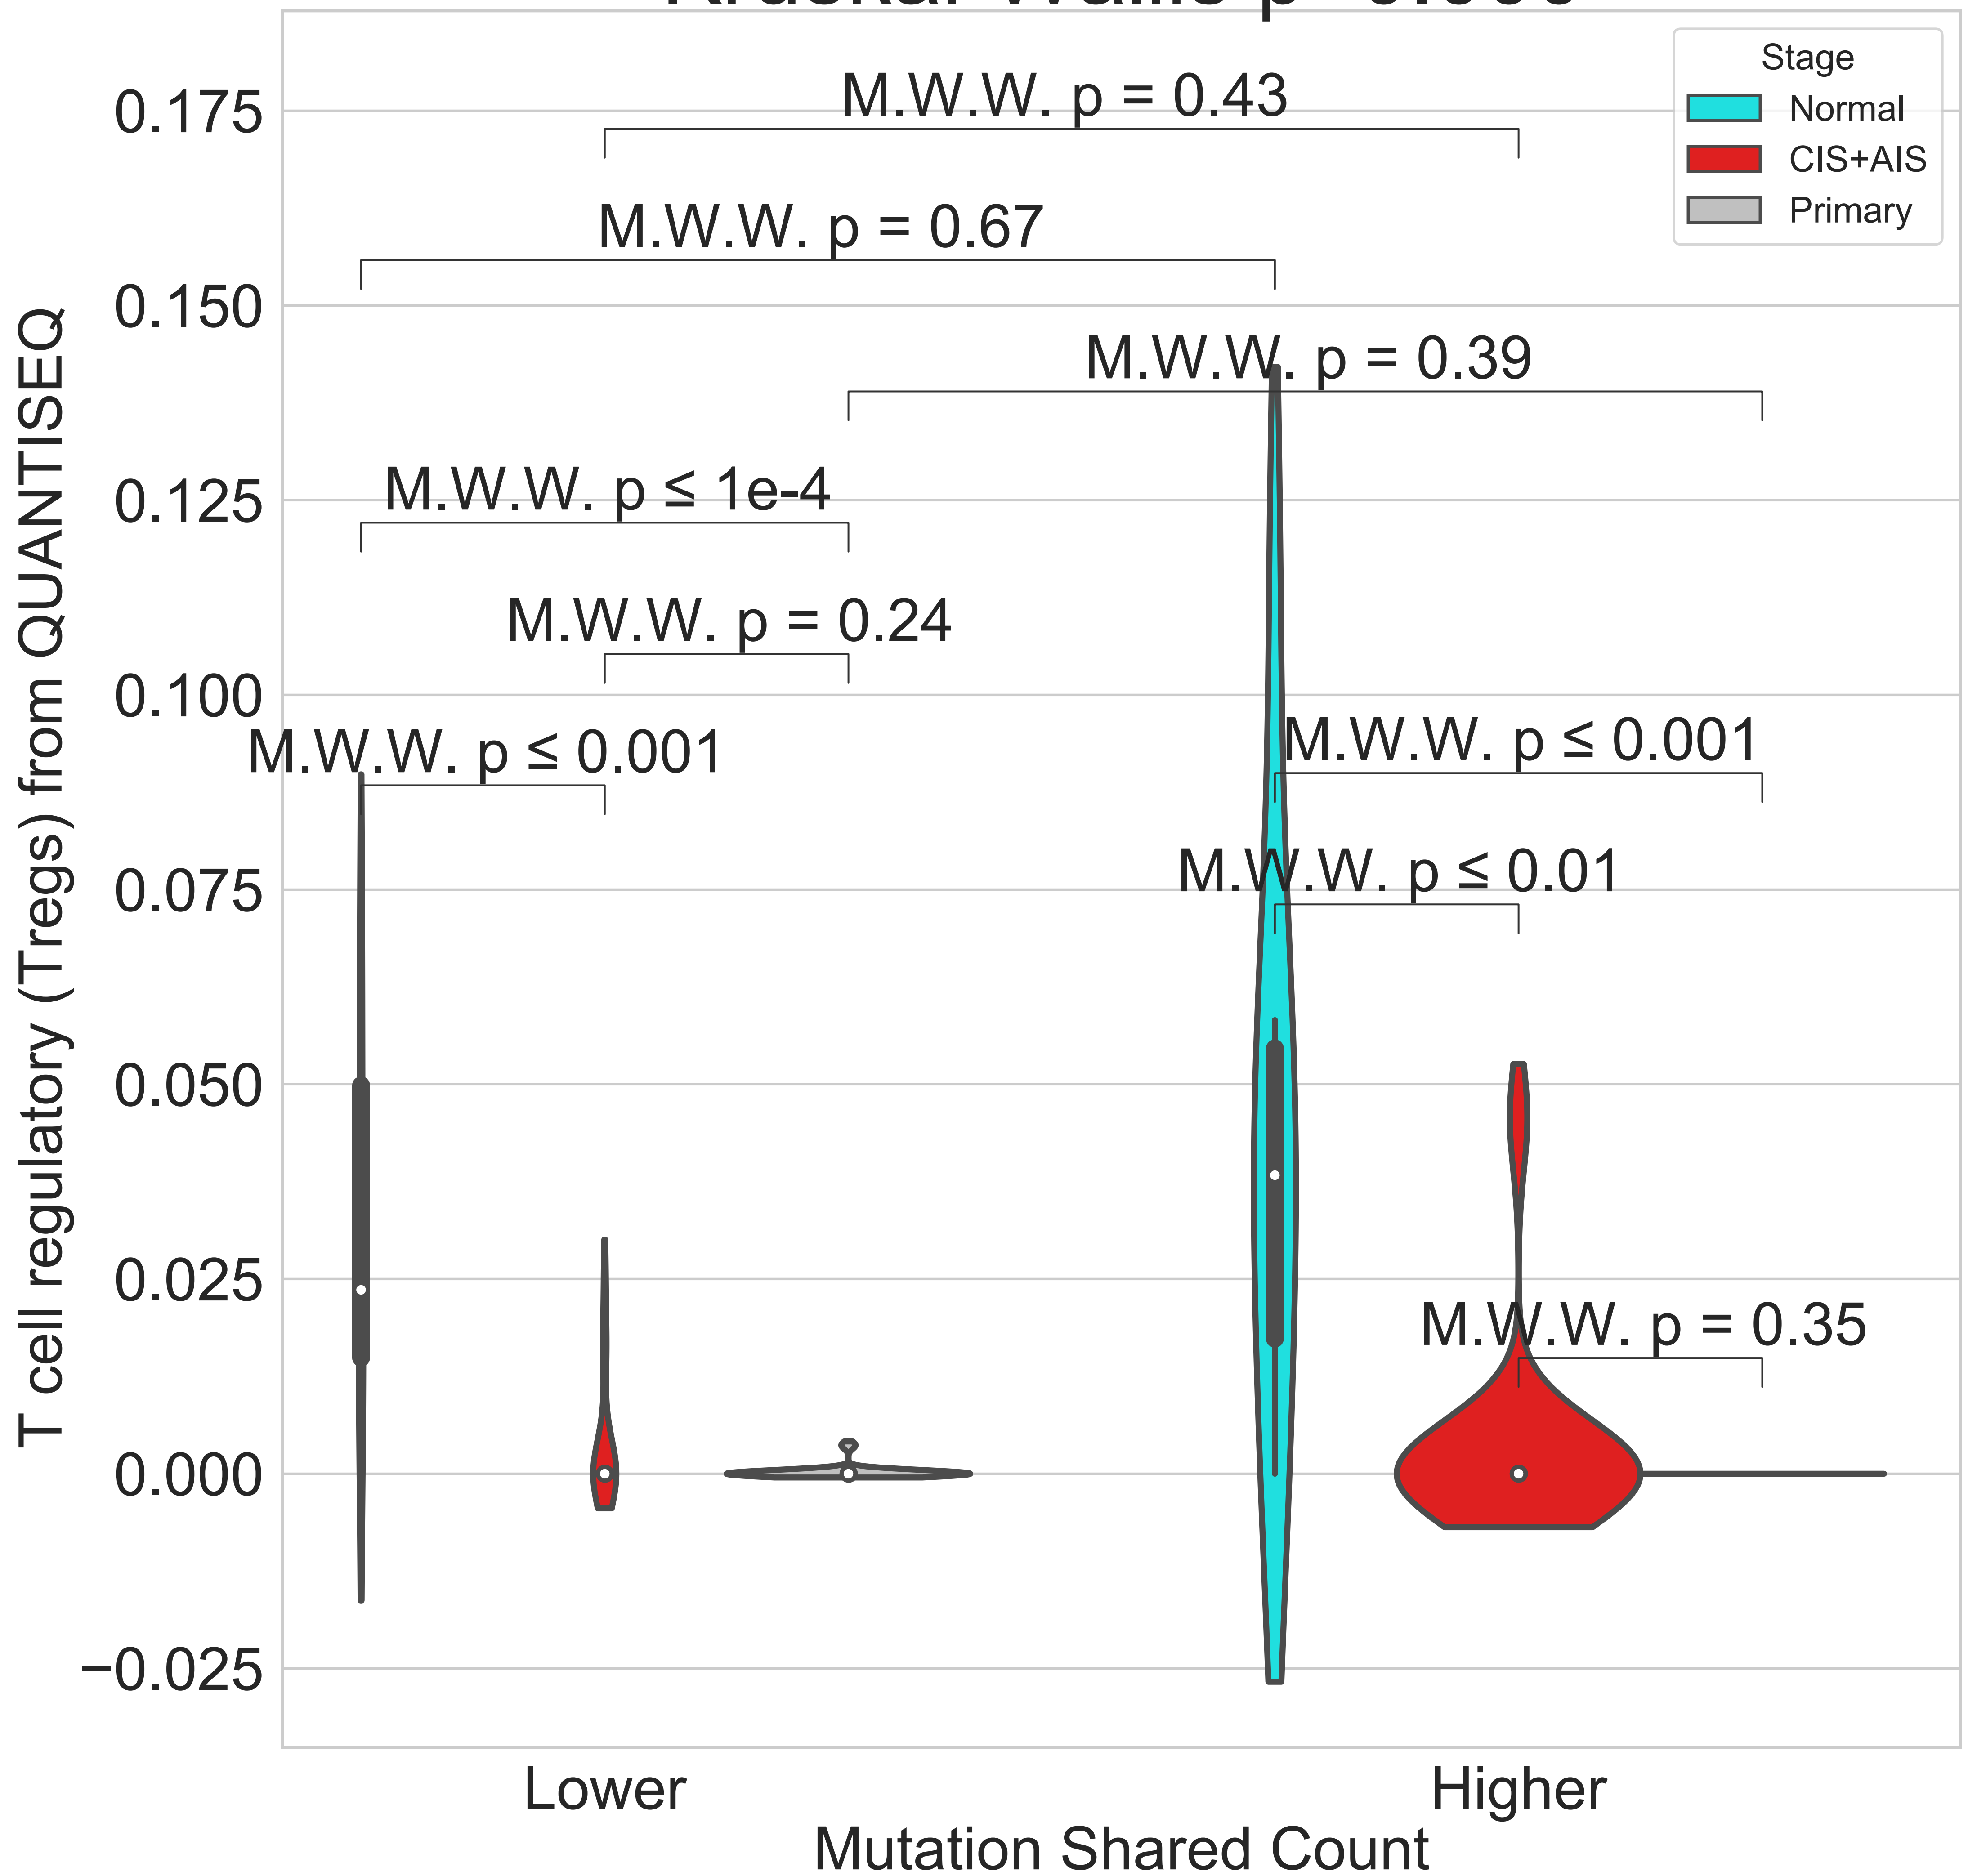 Stage
Normal
CIS+AIS
Primary
M.W.W. p = 0.43
M.W.W. p = 0.67
M.W.W. p = 0.39
M.W.W. p ≤ 1e-4
M.W.W. p = 0.24
M.W.W. p ≤ 0.001
M.W.W. p ≤ 0.001
M.W.W. p ≤ 0.01
M.W.W. p = 0.35
0.175
0.150
0.125
0.100
0.075
0.050
0.025
0.000
−0.025
T cell regulatory (Tregs) from QUANTISEQ
Lower
Higher
Mutation Shared Count